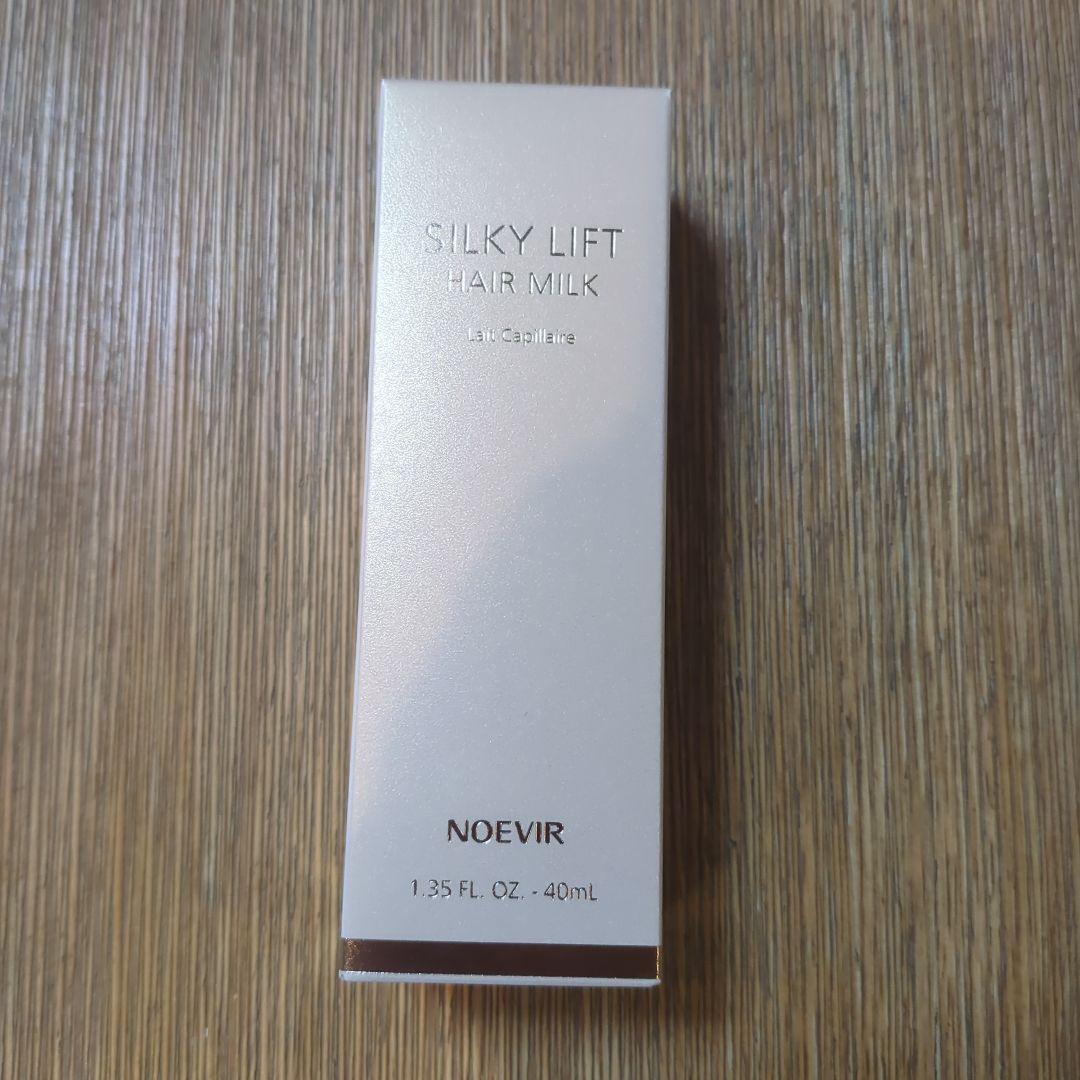 SILKY LIFT
HAIR MILK
Lait Capillaire
NOEVIR
1.35 FL. OZ. - 40mL